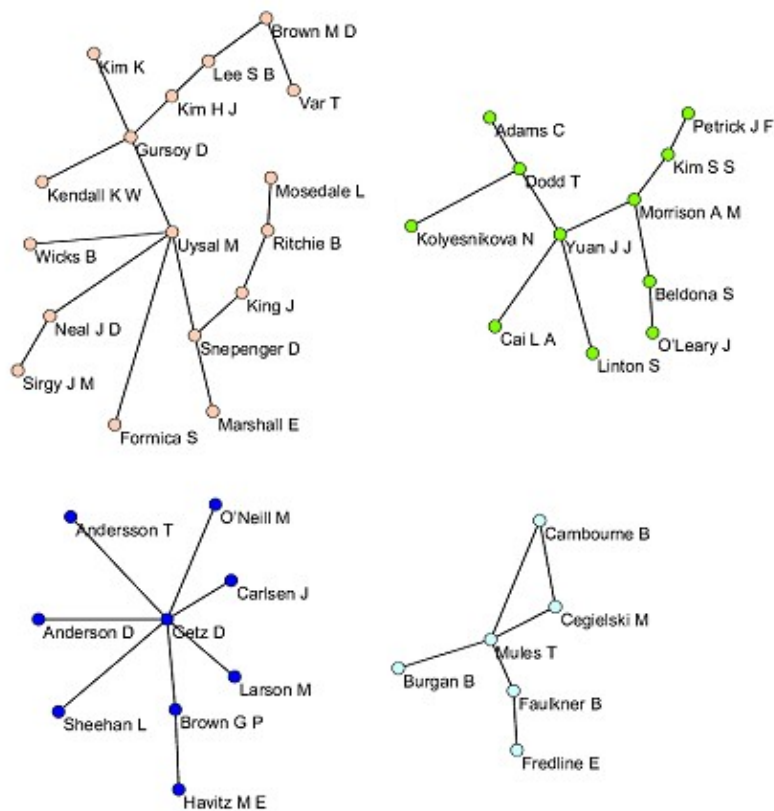 Brown M D
Kim K
Lee S B
Var T
Kim H J
Gursoy D
Kendall K W
Mosedale L
Wicks B
Uysal M
Ritchie B
King J
Neal J D
Snepenger D
Sirgy J M
Formica S
Marshall E
Adams C
Petrick J F
Kim S S
Dodd T
Morrison A M
Kolyesnikova N
Yuan J J
Beldona S
Cai L A
O'Leary J
Linton S
Andersson T
O'Neill M
Carlsen J
Anderson D
Getz D
Larson M
Sheehan L
Brown G P
Havitz M E
Cambourne B
Cegielski M
Mules T
Burgan B
Faulkner B
Fredline E